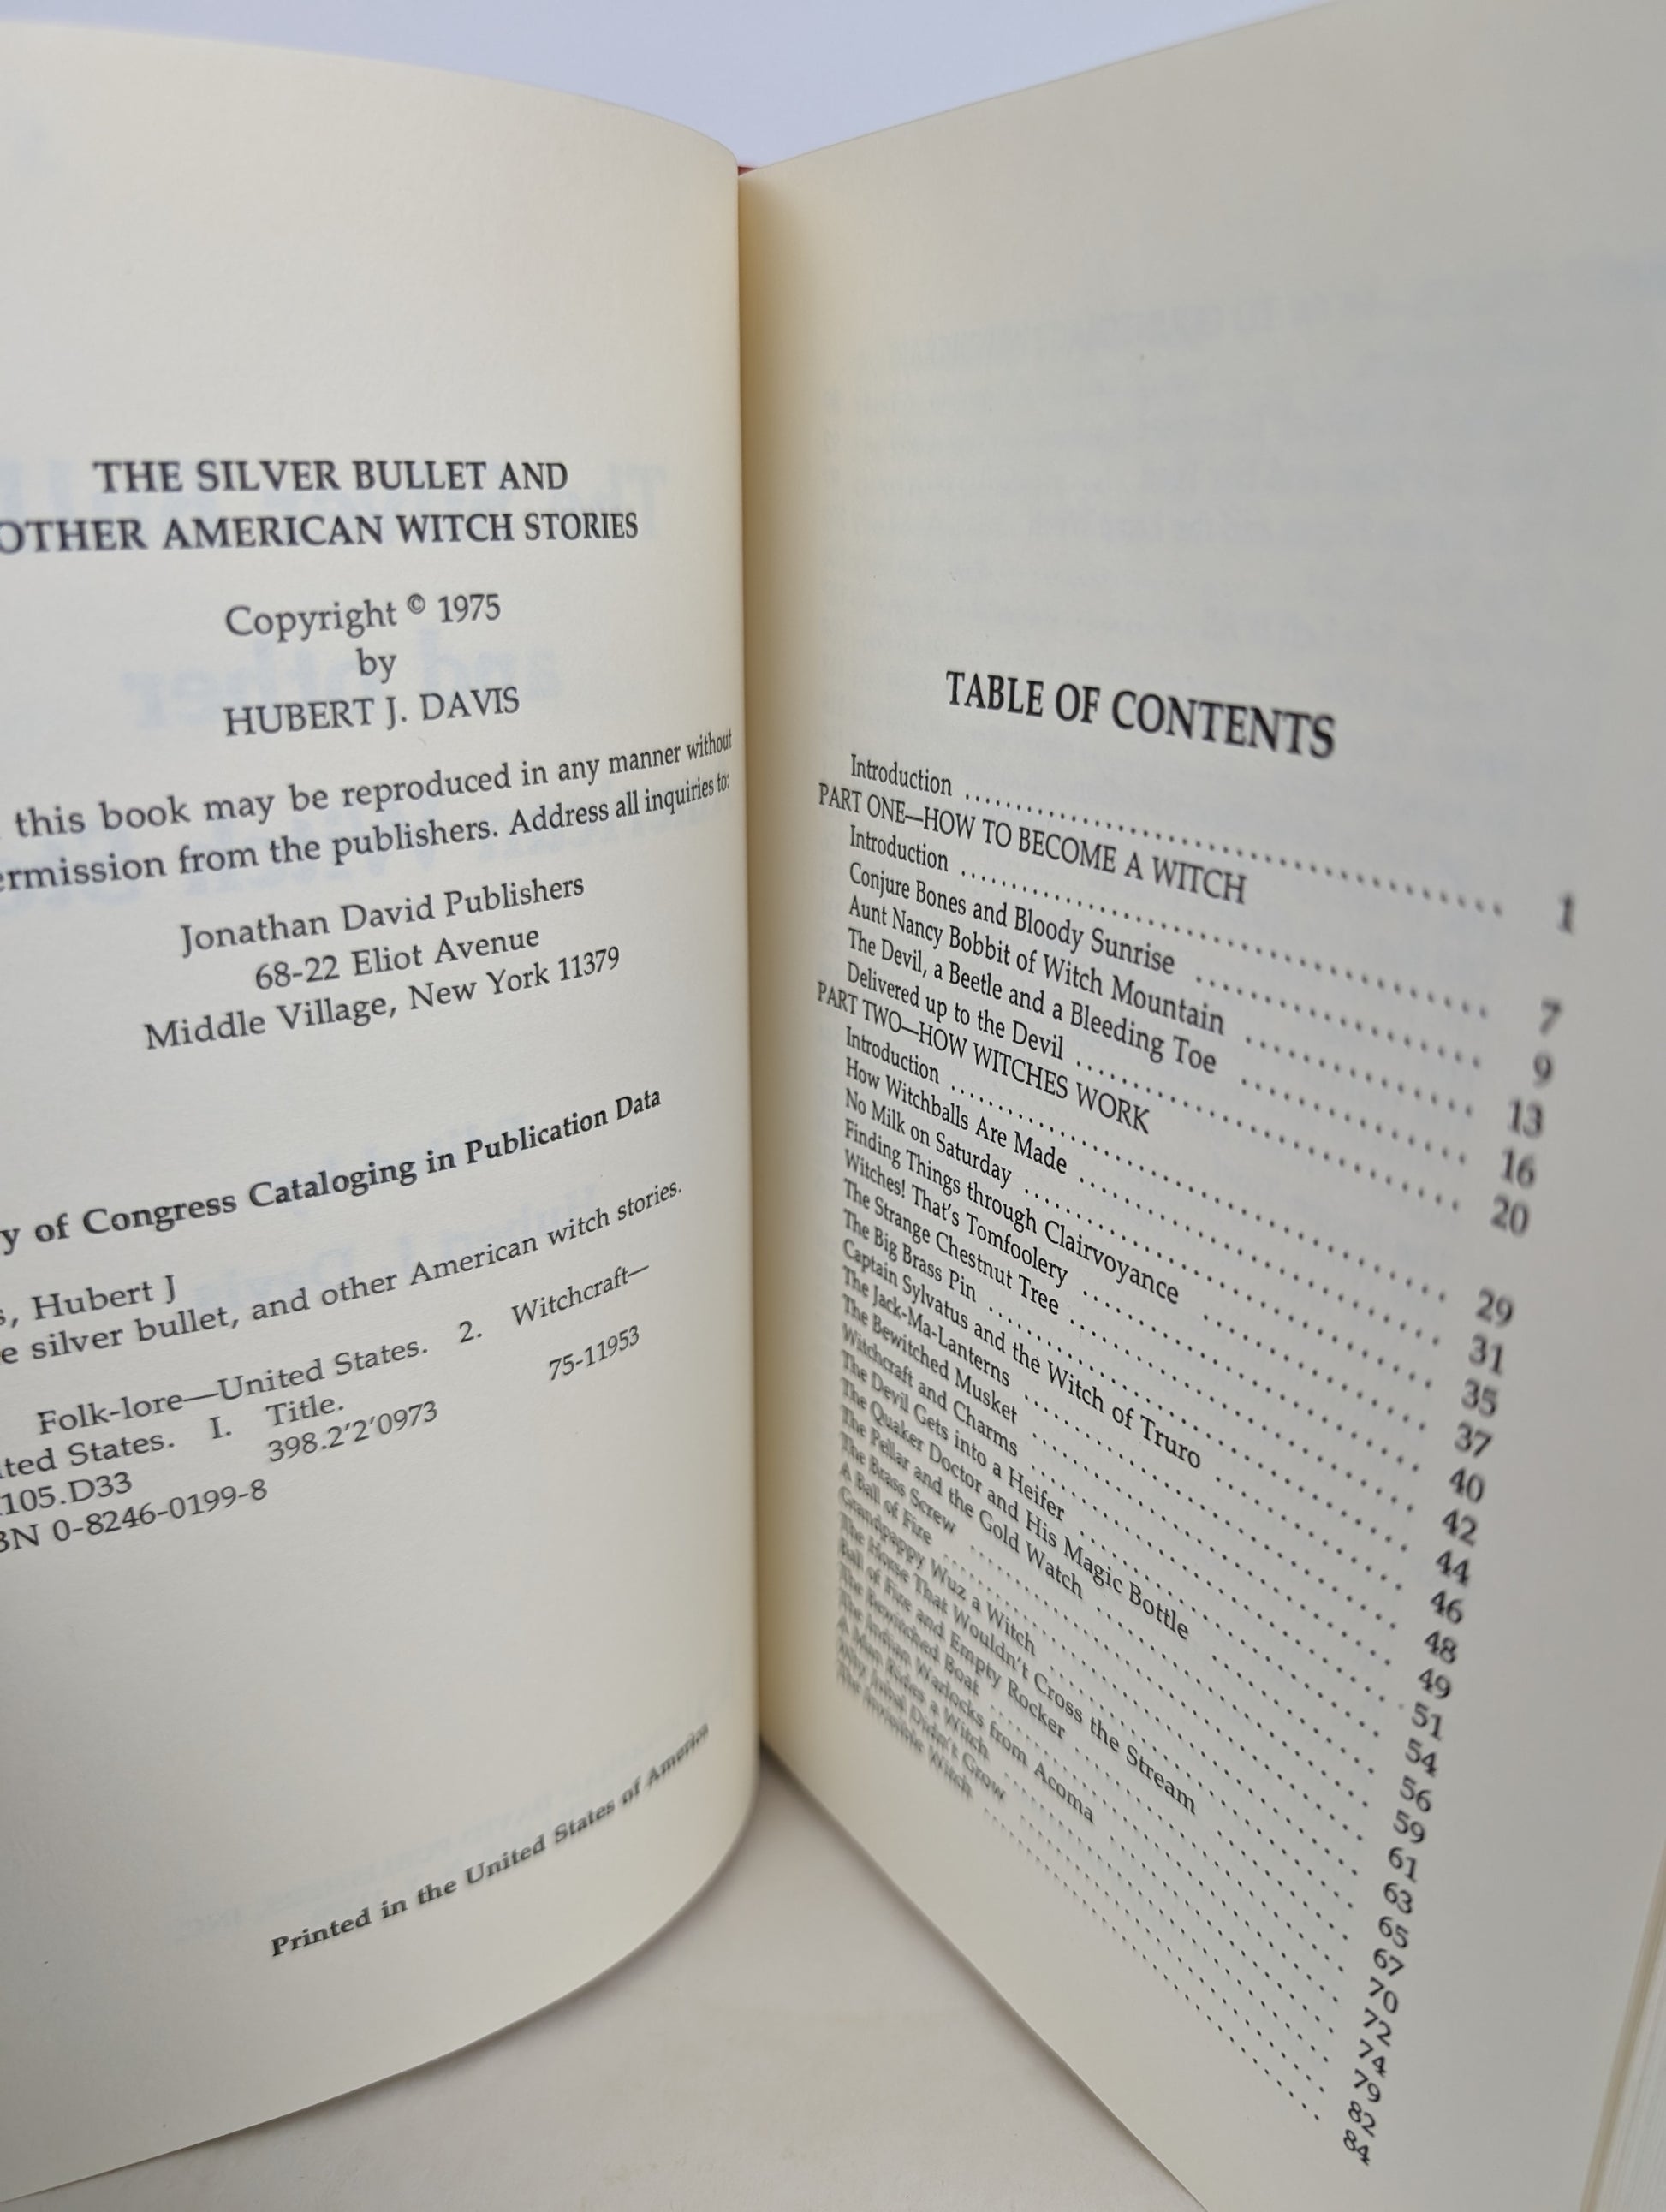 THE SILVER BULLET AND
OTHER AMERICAN WITCH STORIES
Copyright © 1975
by
HUBERT J. DAVIS
this book may be reproduced in any manner without
ermission from the publishers. Address all inquiries to:
Jonathan David Publishers
68-22 Eliot Avenue
Middle Village, New York 11379
y of Congress Cataloging in Publication Data
s, Hubert J
e silver bullet, and other American witch stories.
Folk-lore—United States. 2. Witchcraft—
ited States. I. Title.
105.D33 398.2'2'0973 75-11953
BN 0-8246-0199-8
Printed in the United States of America
TABLE OF CONTENTS
Introduction 1
PART ONE—HOW TO BECOME A WITCH
Introduction 7
Conjure Bones and Bloody Sunrise 9
Aunt Nancy Bobbit of Witch Mountain 13
The Devil, a Beetle and a Bleeding Toe 16
Delivered up to the Devil 20
PART TWO—HOW WITCHES WORK
Introduction 29
How Witchballs Are Made 31
No Milk on Saturday 35
Finding Things through Clairvoyance 37
Witches! That's Tomfoolery 40
The Strange Chestnut Tree 42
The Big Brass Pin 44
Captain Sylvatus and the Witch of Truro 46
The Jack-Ma-Lanterns 48
The Bewitched Musket 49
Witchcraft and Charms 51
The Devil Gets into a Heifer 54
The Quaker Doctor and His Magic Bottle 56
The Pellar and the Gold Watch 59
The Brass Screw 61
A Ball of Fire 63
Grandpappy Wuz a Witch 65
The Horse That Wouldn't Cross the Stream 67
Ball of Fire and Empty Rocker 70
The Bewitched Boat 72
The Indian Warlocks from Acoma 74
A Man Rides a Witch 79
Why Jubal Didn't Grow 82
The Invisible Witch 84